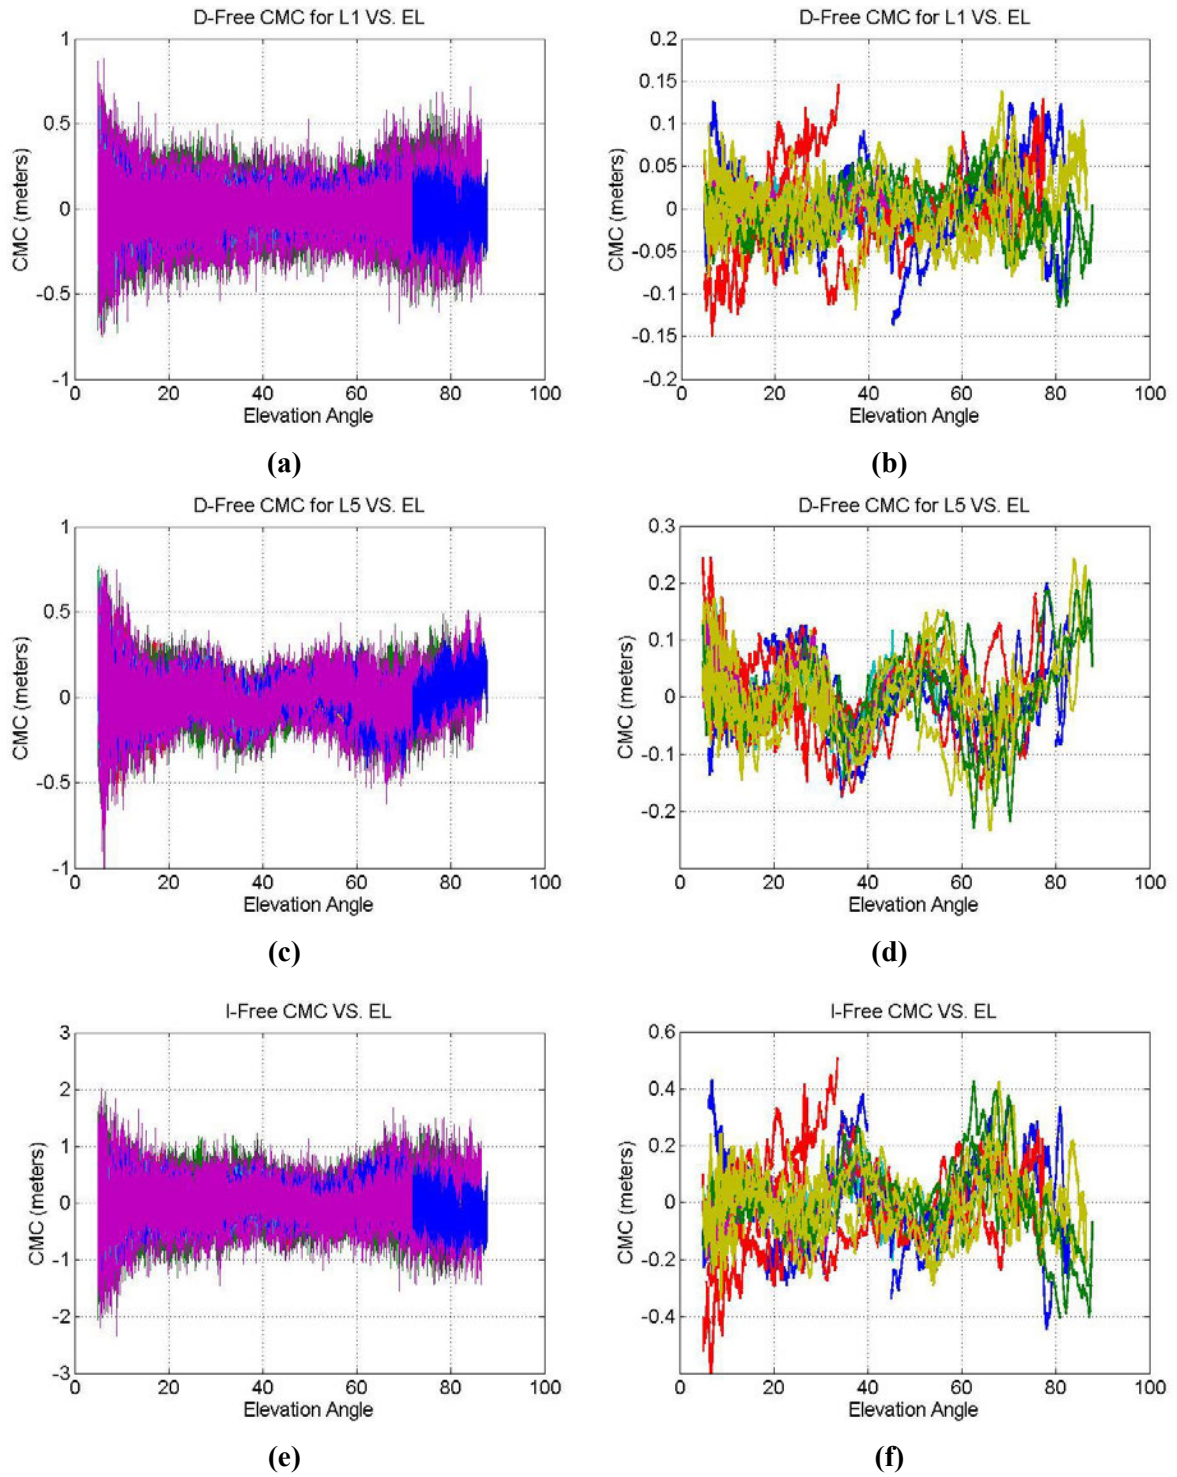 D-Free CMC for L1 VS. EL
1
0.5
0
-0.5
-1
CMC (meters)
0 20 40 60 80 100
Elevation Angle
(a)
D-Free CMC for L1 VS. EL
0.2
0.15
0.1
0.05
0
-0.05
-0.1
-0.15
-0.2
CMC (meters)
0 20 40 60 80 100
Elevation Angle
(b)
D-Free CMC for L5 VS. EL
1
0.5
0
-0.5
-1
CMC (meters)
0 20 40 60 80 100
Elevation Angle
(c)
D-Free CMC for L5 VS. EL
0.3
0.2
0.1
0
-0.1
-0.2
CMC (meters)
0 20 40 60 80 100
Elevation Angle
(d)
I-Free CMC VS. EL
3
2
1
0
-1
-2
-3
CMC (meters)
0 20 40 60 80 100
Elevation Angle
(e)
I-Free CMC VS. EL
0.6
0.4
0.2
0
-0.2
-0.4
CMC (meters)
0 20 40 60 80 100
Elevation Angle
(f)